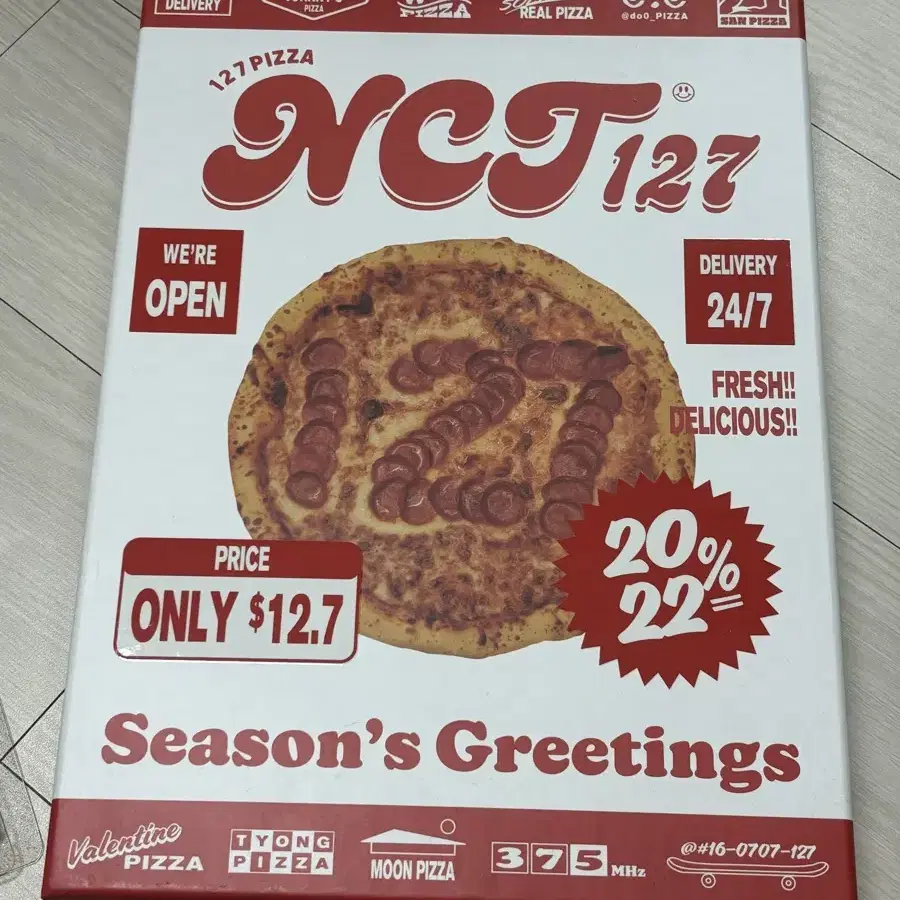 DELIVERY
PIZZA
PIZZA
REAL PIZZA
@do0_PIZZA
SAN PIZZA
127 PIZZA
NCT 127
WE'RE
OPEN
DELIVERY
24/7
FRESH!!
DELICIOUS!!
127
PRICE
ONLY $12.7
20%
22
Season's Greetings
Valentine
PIZZA
TYONG
PIZZA
MOON PIZZA
375 MHz
@#16-0707-127